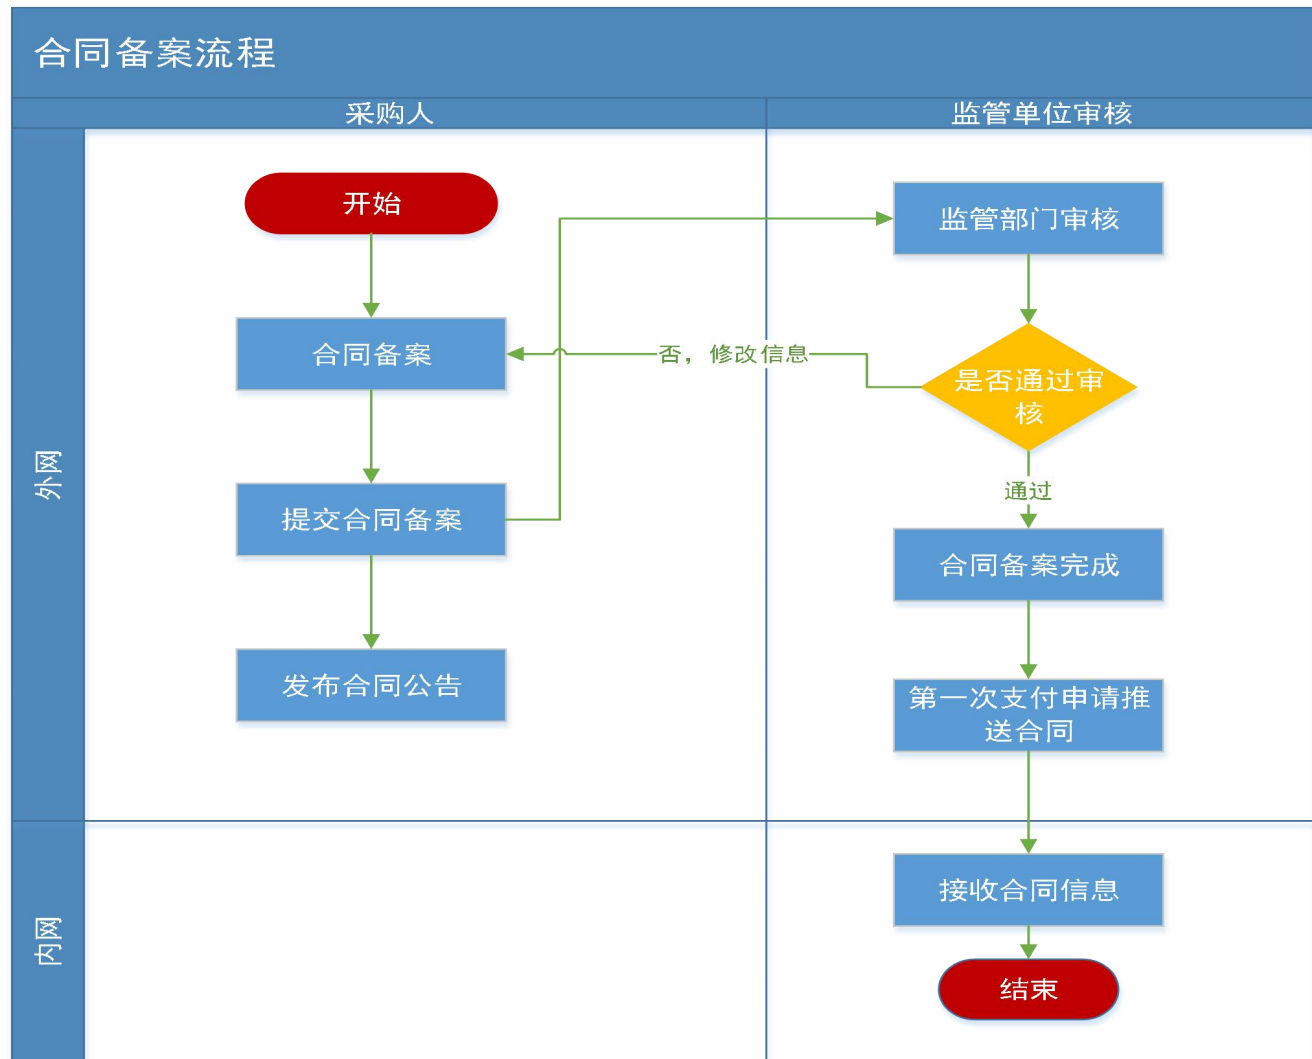 合同备案流程
采购人
监管单位审核
外网
开始
监管部门审核
合同备案
否，修改信息
是否通过审
核
提交合同备案
通过
合同备案完成
发布合同公告
第一次支付申请推
送合同
内网
接收合同信息
结束